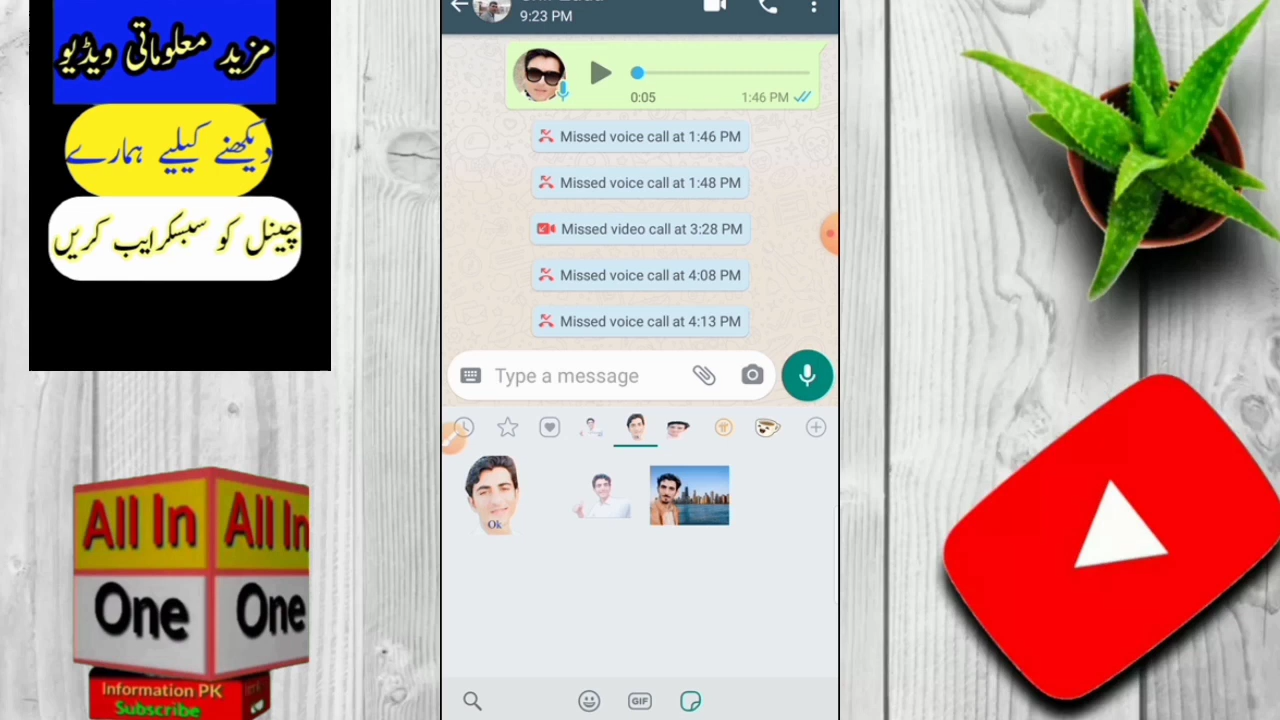 مزید معلوماتی ویڈیو
دیکھنے کیلیے ہمارے
چینل کو سبسکرایب کریں
All In
All In
One
One
Information PK
Subscribe
9:23 PM
0:05
1:46 PM
Missed voice call at 1:46 PM
Missed voice call at 1:48 PM
Missed video call at 3:28 PM
Missed voice call at 4:08 PM
Missed voice call at 4:13 PM
Type a message
Ok
GIF